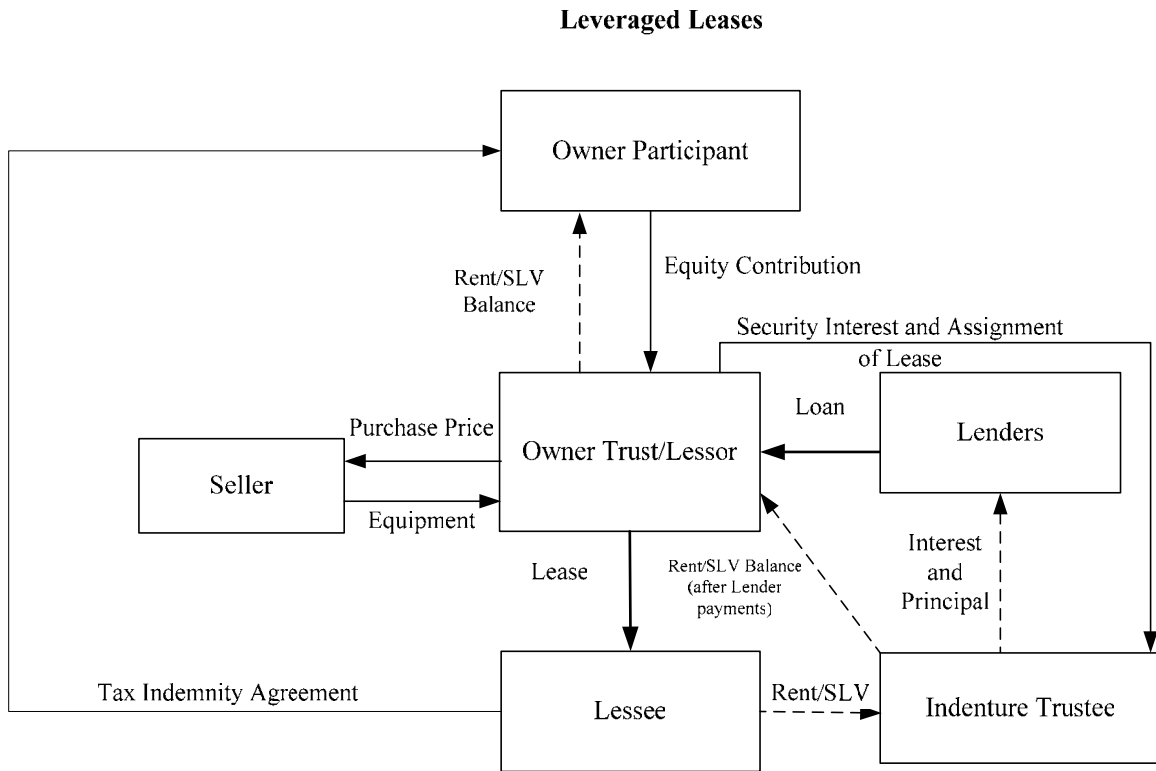 Leveraged Leases
Owner Participant
Rent/SLV
Balance
Equity Contribution
Security Interest and Assignment
of Lease
Purchase Price
Owner Trust/Lessor
Loan
Lenders
Seller
Equipment
Lease
Rent/SLV Balance
(after Lender
payments)
Interest
and
Principal
Tax Indemnity Agreement
Lessee
Rent/SLV
Indenture Trustee